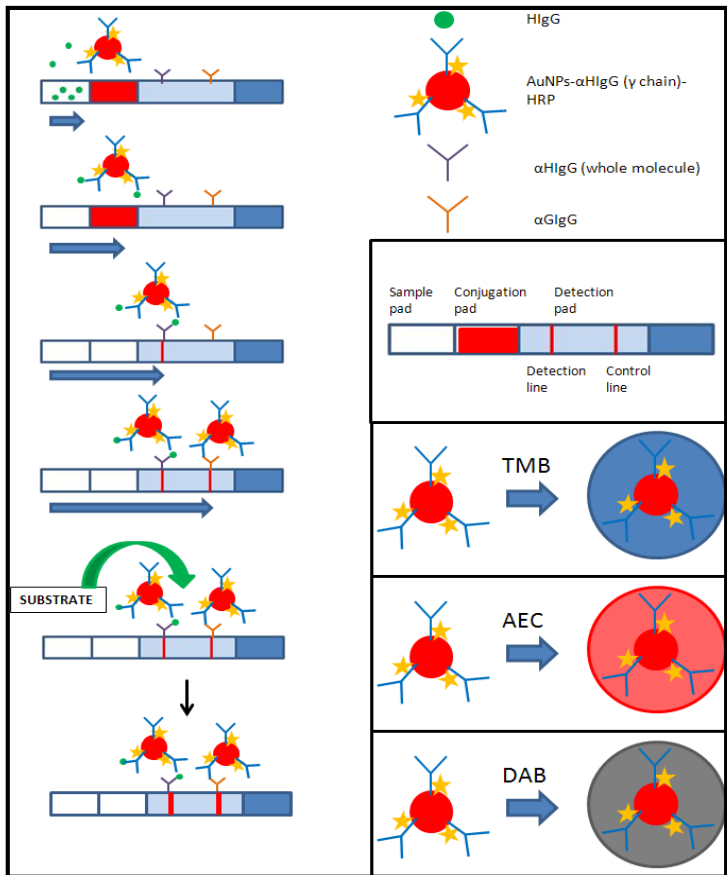 HIgG
AuNPs-αHIgG (γ chain)-
HRP
αHIgG (whole molecule)
αGIgG
Sample
pad
Conjugation
pad
Detection
pad
Detection
line
Control
line
TMB
SUBSTRATE
AEC
DAB